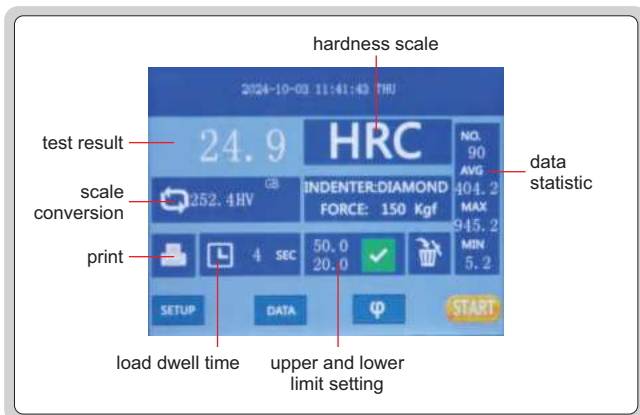 hardness scale
2024-10-03 11:41:43 THU
test result
24.9
HRC
NO.
90
AVG
404.2
MAX
945.2
MIN
5.2
data
statistic
scale
conversion
252.4HV
GB
INDENTER:DIAMOND
FORCE: 150 Kgf
print
4 SEC
50.0
20.0
SETUP
DATA
φ
START
load dwell time
upper and lower
limit setting